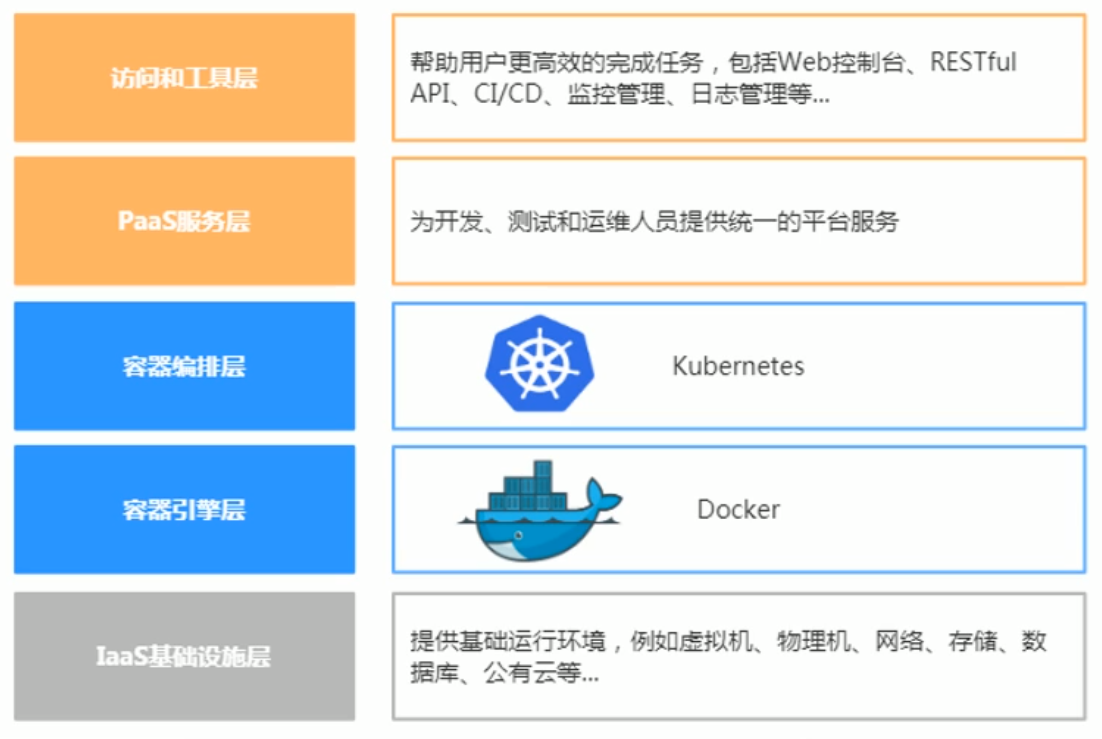 访问和工具层
帮助用户更高效的完成任务，包括Web控制台、RESTful
API、CI/CD、监控管理、日志管理等...
PaaS服务层
为开发、测试和运维人员提供统一的平台服务
容器编排层
Kubernetes
容器引擎层
Docker
IaaS基础设施层
提供基础运行环境，例如虚拟机、物理机、网络、存储、数
据库、公有云等...